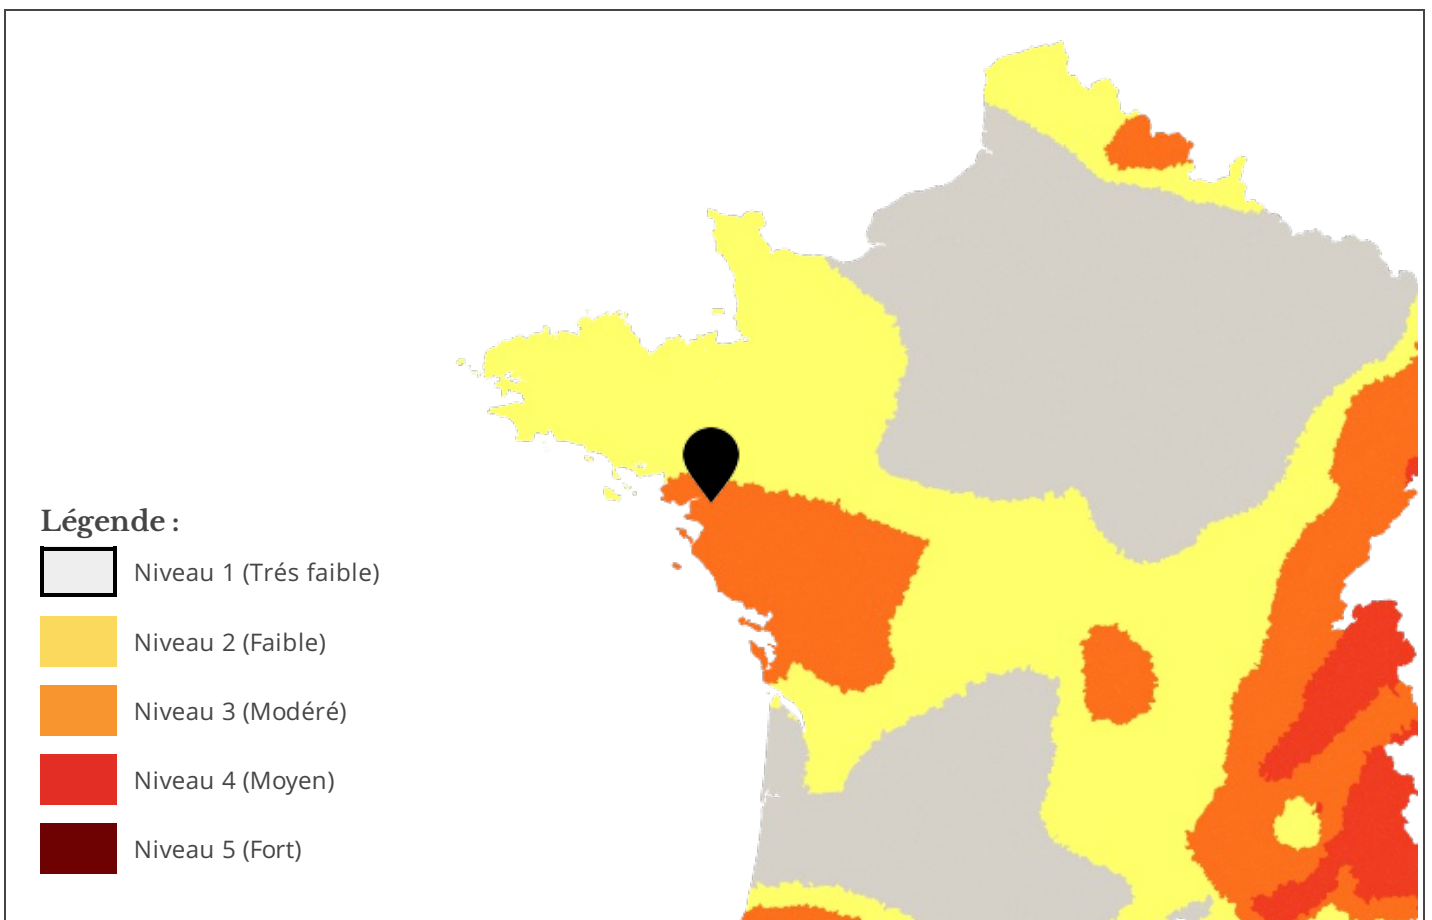 Légende :
Niveau 1 (Trés faible)
Niveau 2 (Faible)
Niveau 3 (Modéré)
Niveau 4 (Moyen)
Niveau 5 (Fort)